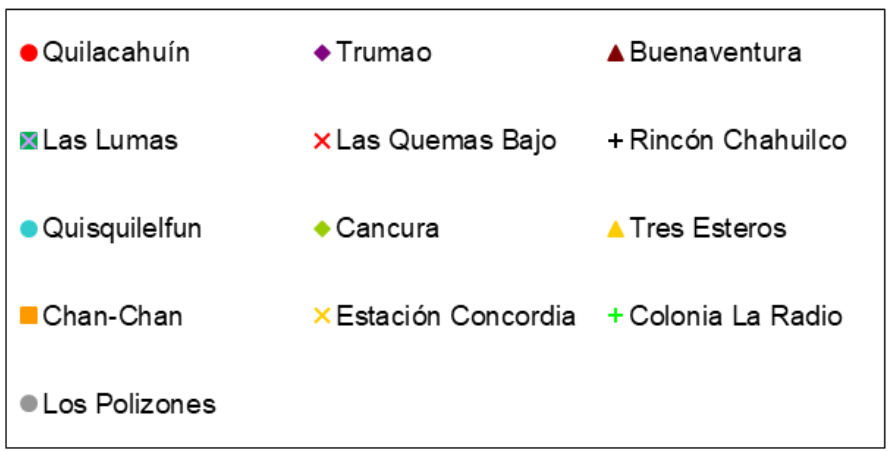 Quilacahuín Trumao Buenaventura
Las Lumas Las Quemas Bajo Rincón Chahuilco
Quisquilelfun Cancura Tres Esteros
Chan-Chan Estación Concordia Colonia La Radio
Los Polizones